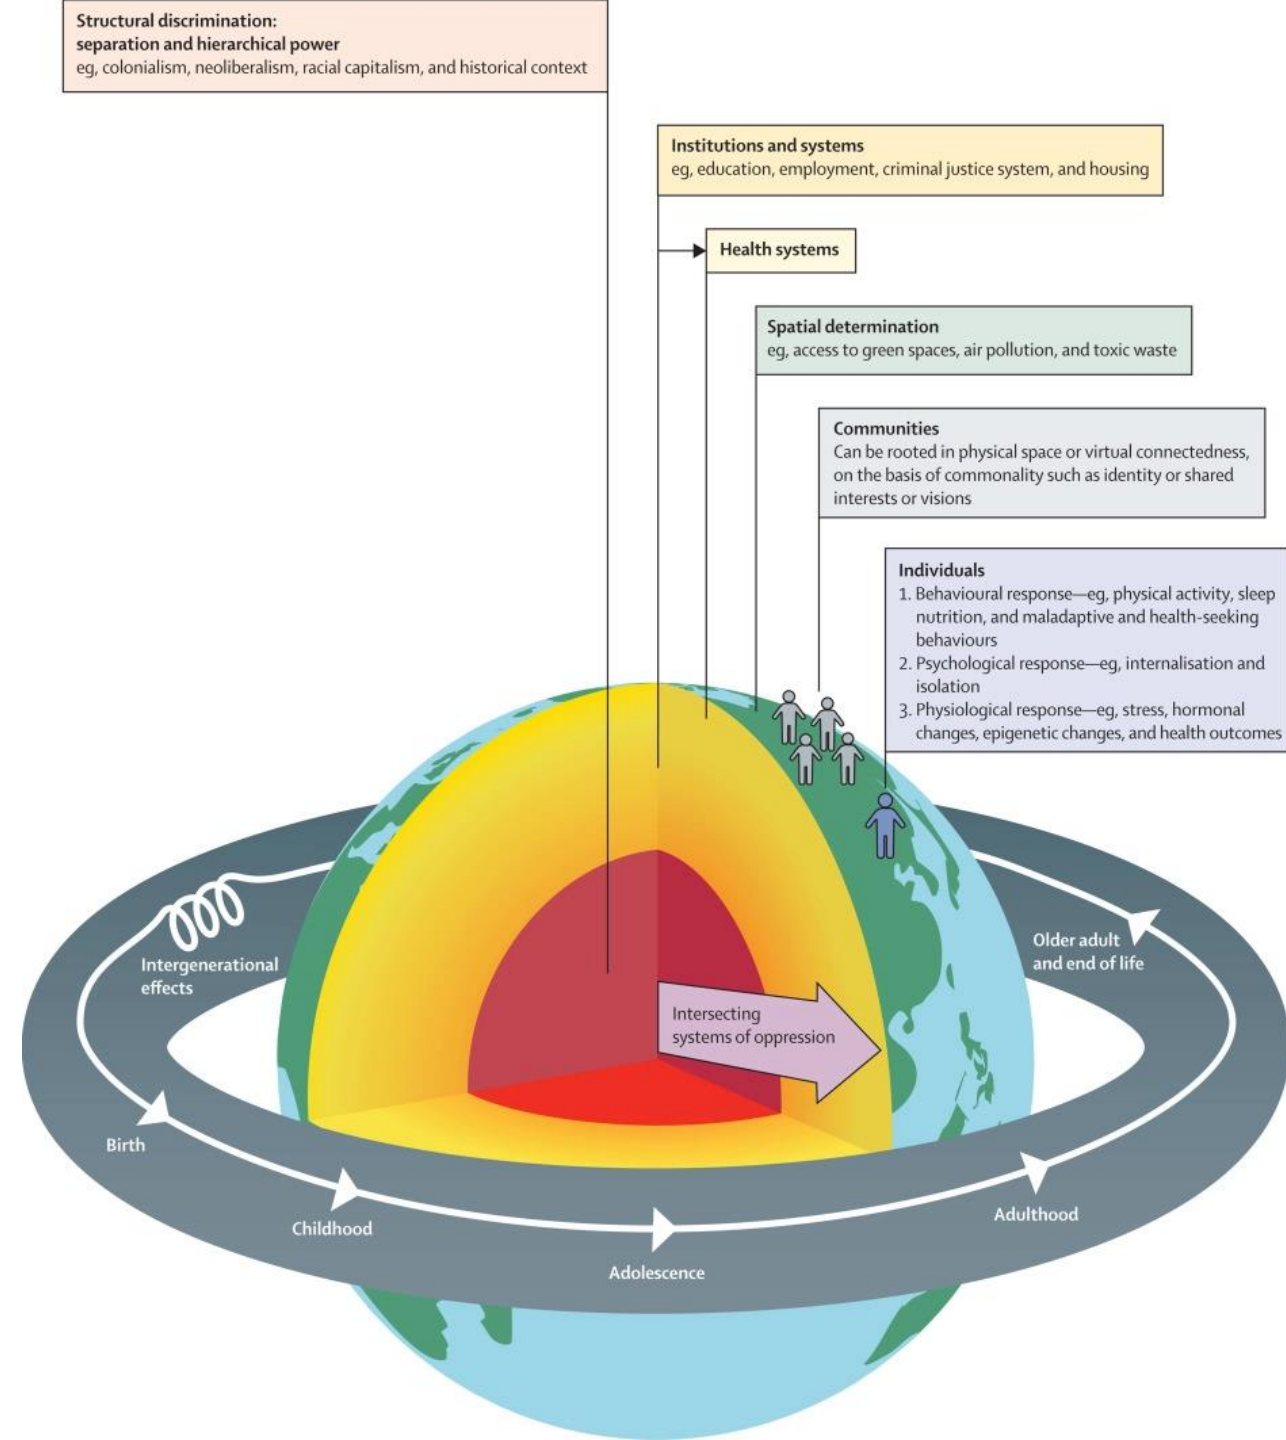 Structural discrimination:
separation and hierarchical power
eg, colonialism, neoliberalism, racial capitalism, and historical context
Institutions and systems
eg, education, employment, criminal justice system, and housing
Health systems
Spatial determination
eg, access to green spaces, air pollution, and toxic waste
Communities
Can be rooted in physical space or virtual connectedness,
on the basis of commonality such as identity or shared
interests or visions
Individuals
1. Behavioural response—eg, physical activity, sleep
nutrition, and maladaptive and health-seeking
behaviours
2. Psychological response—eg, internalisation and
isolation
3. Physiological response—eg, stress, hormonal
changes, epigenetic changes, and health outcomes
Intergenerational
effects
Older adult
and end of life
Intersecting
systems of oppression
Birth
Childhood
Adolescence
Adulthood